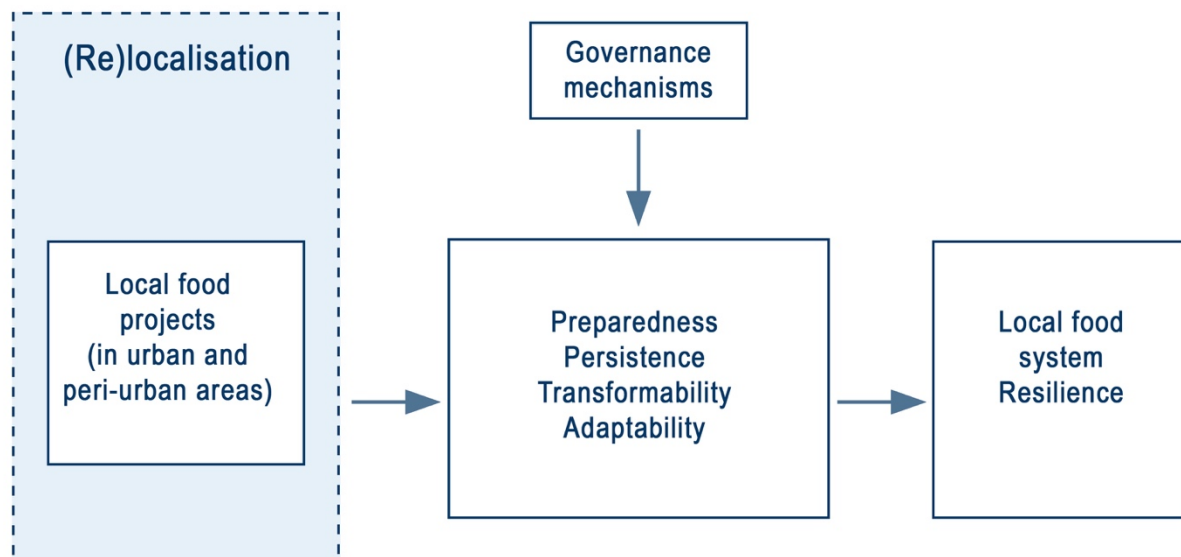 (Re)localisation
Governance
mechanisms
Local food
projects
(in urban and
peri-urban areas)
Preparedness
Persistence
Transformability
Adaptability
Local food
system
Resilience